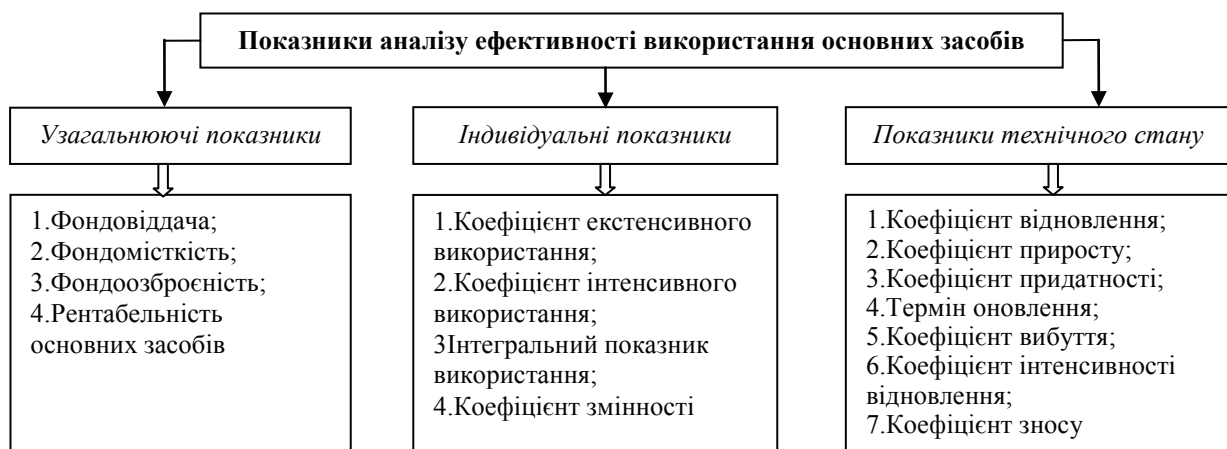 Показники аналізу ефективності використання основних засобів
Узагальнюючі показники
1.Фондовіддача;
2.Фондомісткість;
3.Фондоозброєність;
4.Рентабельність
основних засобів
Індивідуальні показники
1.Коефіцієнт екстенсивного
використання;
2.Коефіцієнт інтенсивного
використання;
3Інтегральний показник
використання;
4.Коефіцієнт змінності
Показники технічного стану
1.Коефіцієнт відновлення;
2.Коефіцієнт приросту;
3.Коефіцієнт придатності;
4.Термін оновлення;
5.Коефіцієнт вибуття;
6.Коефіцієнт інтенсивності
відновлення;
7.Коефіцієнт зносу